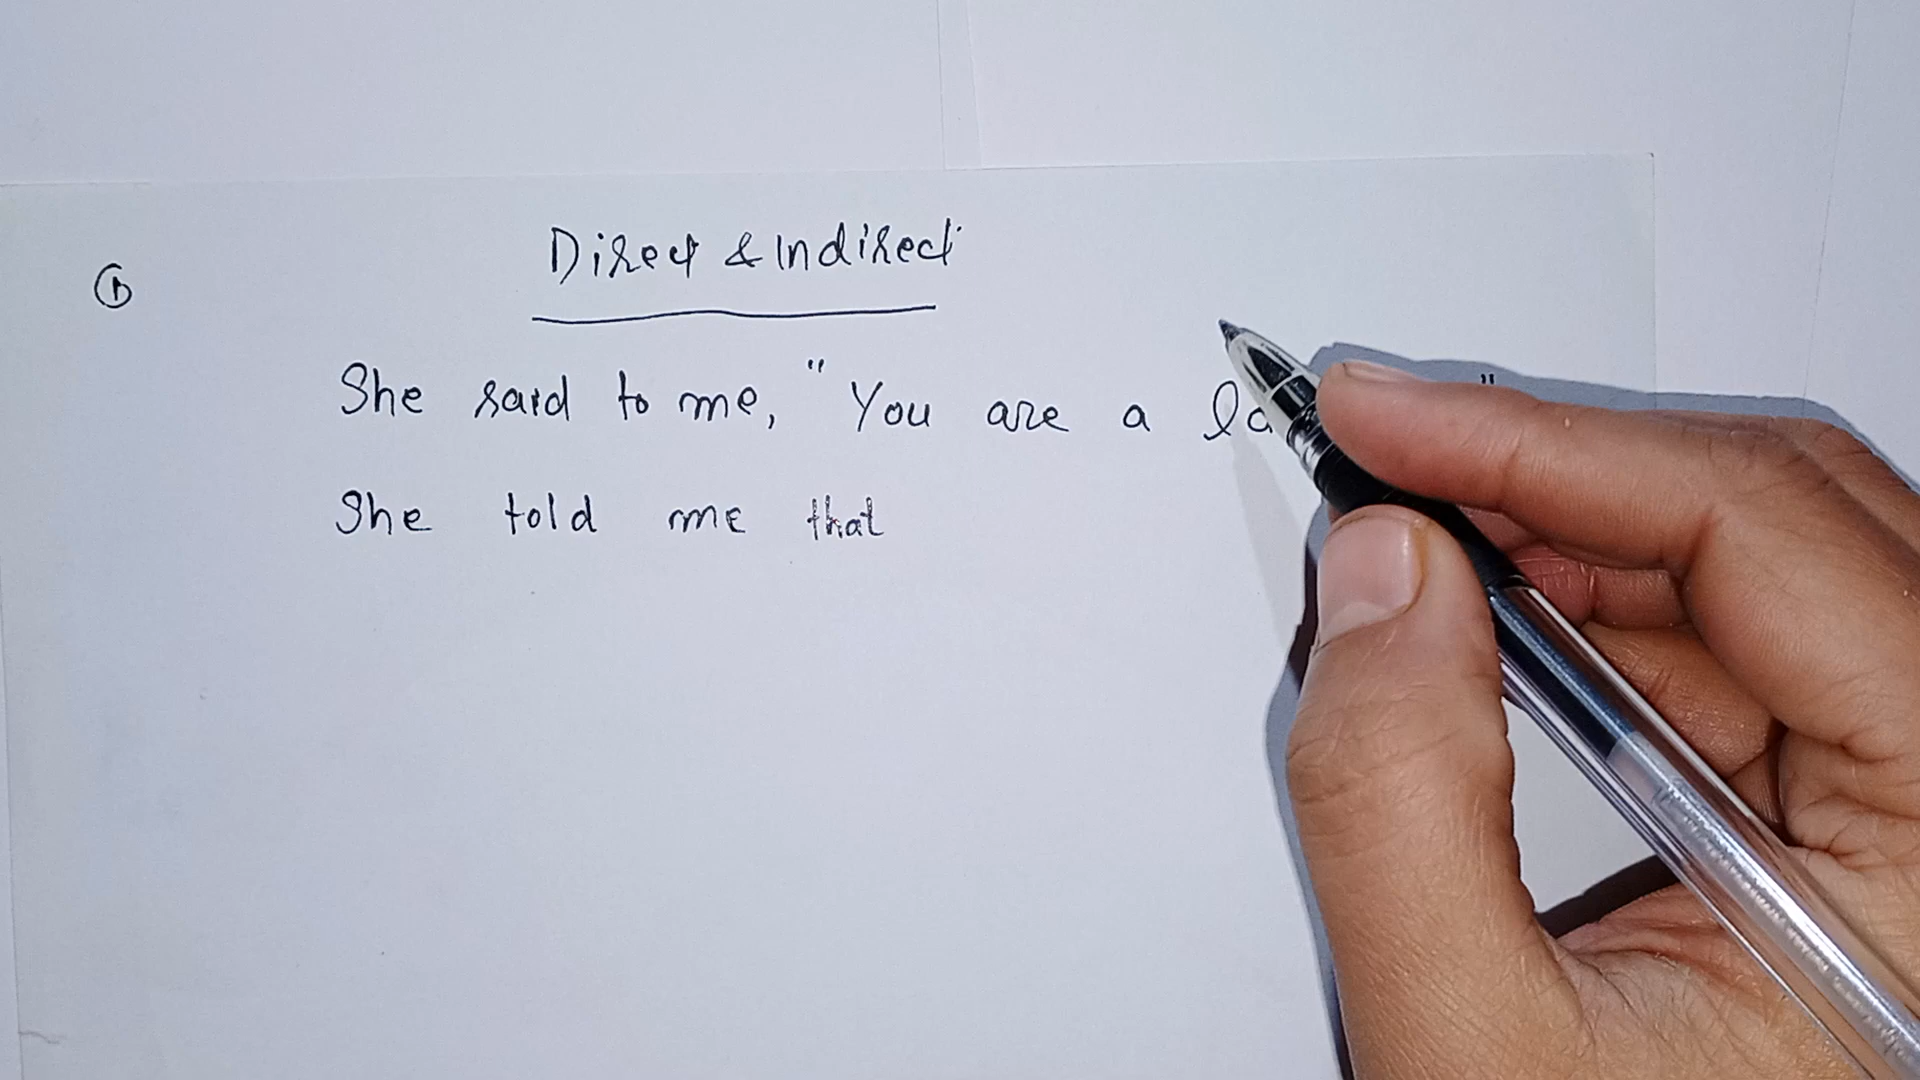 Direct & Indirect
①
She said to me, " You are a "
She told me that